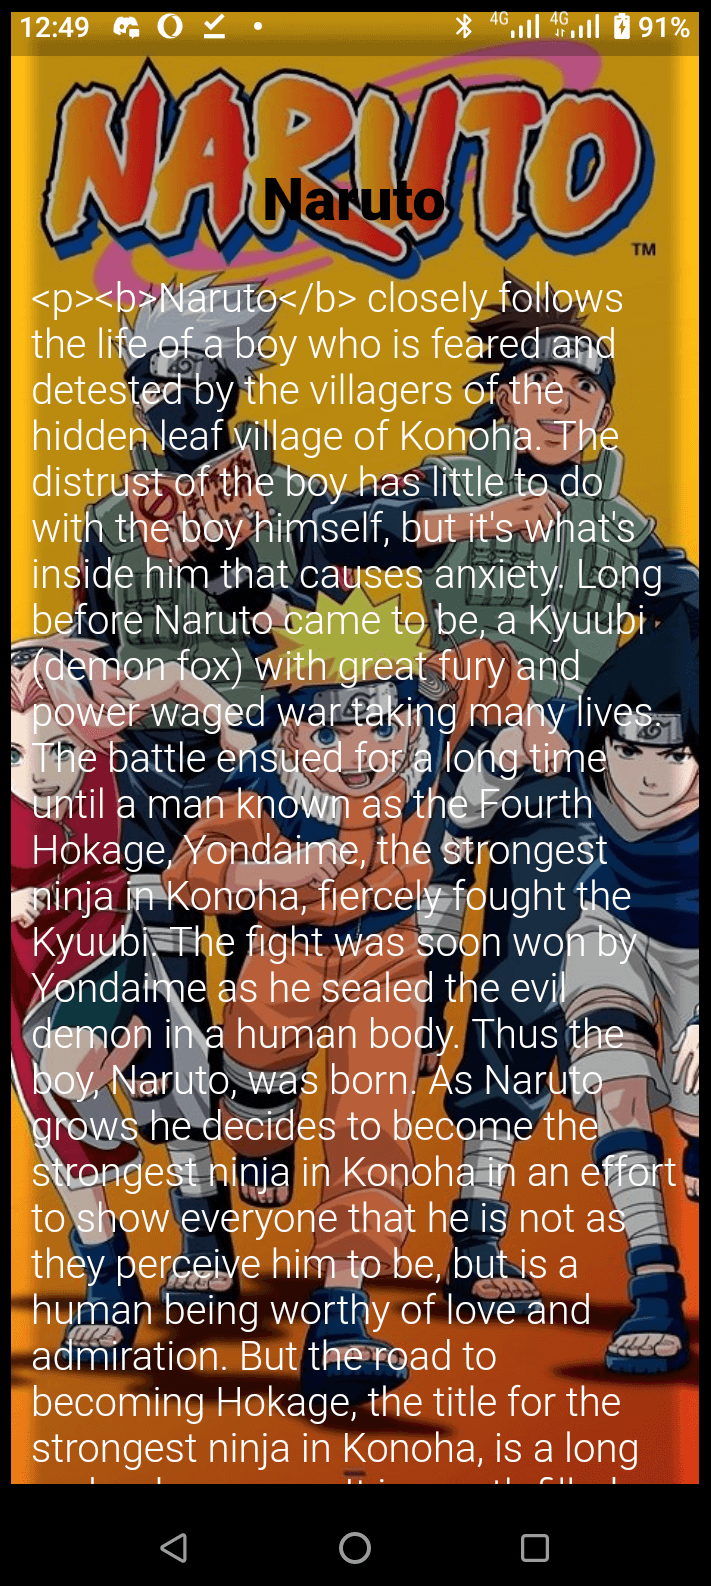 12:49
4G 4G 91%
NARUTO
TM
Naruto
<p><b>Naruto</b> closely follows
the life of a boy who is feared and
detested by the villagers of the
hidden leaf village of Konoha. The
distrust of the boy has little to do
with the boy himself, but it's what's
inside him that causes anxiety. Long
before Naruto came to be, a Kyuubi
(demon fox) with great fury and
power waged war taking many lives.
The battle ensued for a long time
until a man known as the Fourth
Hokage, Yondaime, the strongest
ninja in Konoha, fiercely fought the
Kyuubi. The fight was soon won by
Yondaime as he sealed the evil
demon in a human body. Thus the
boy, Naruto, was born. As Naruto
grows he decides to become the
strongest ninja in Konoha in an effort
to show everyone that he is not as
they perceive him to be, but is a
human being worthy of love and
admiration. But the road to
becoming Hokage, the title for the
strongest ninja in Konoha, is a long